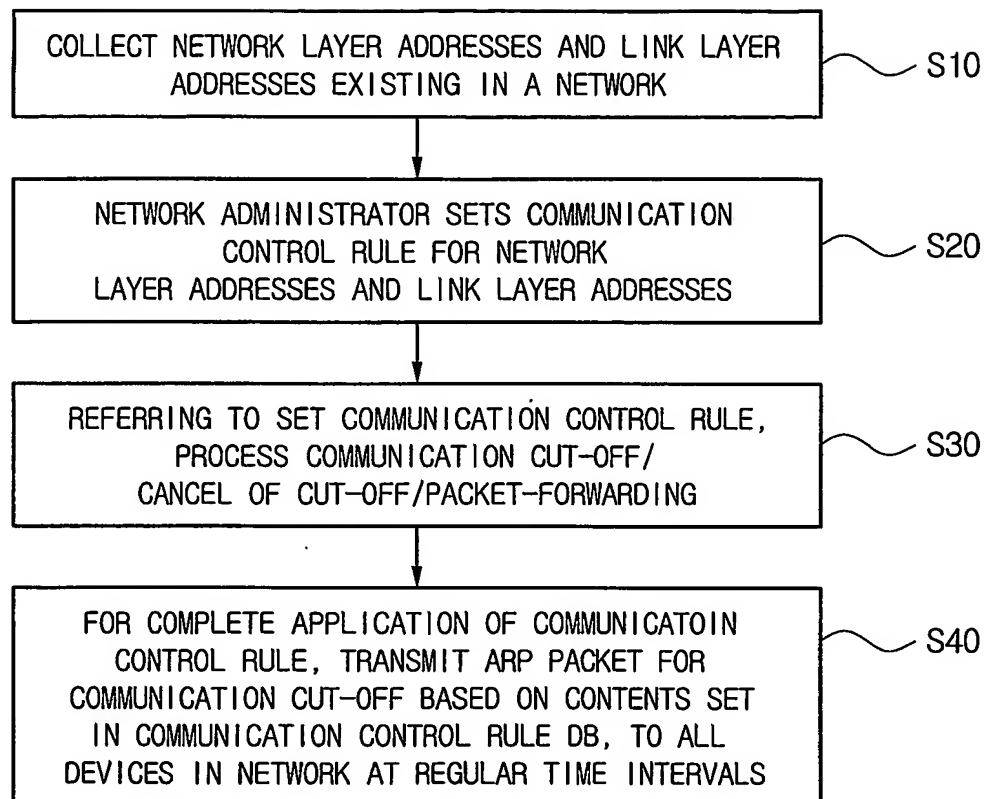 COLLECT NETWORK LAYER ADDRESSES AND LINK LAYER
ADDRESSES EXISTING IN A NETWORK
S10
NETWORK ADMINISTRATOR SETS COMMUNICATION
CONTROL RULE FOR NETWORK
LAYER ADDRESSES AND LINK LAYER ADDRESSES
S20
REFERRING TO SET COMMUNICATION CONTROL RULE,
PROCESS COMMUNICATION CUT-OFF/
CANCEL OF CUT-OFF/PACKET-FORWARDING
S30
FOR COMPLETE APPLICATION OF COMMUNICATOIN
CONTROL RULE, TRANSMIT ARP PACKET FOR
COMMUNICATION CUT-OFF BASED ON CONTENTS SET
IN COMMUNICATION CONTROL RULE DB, TO ALL
DEVICES IN NETWORK AT REGULAR TIME INTERVALS
S40